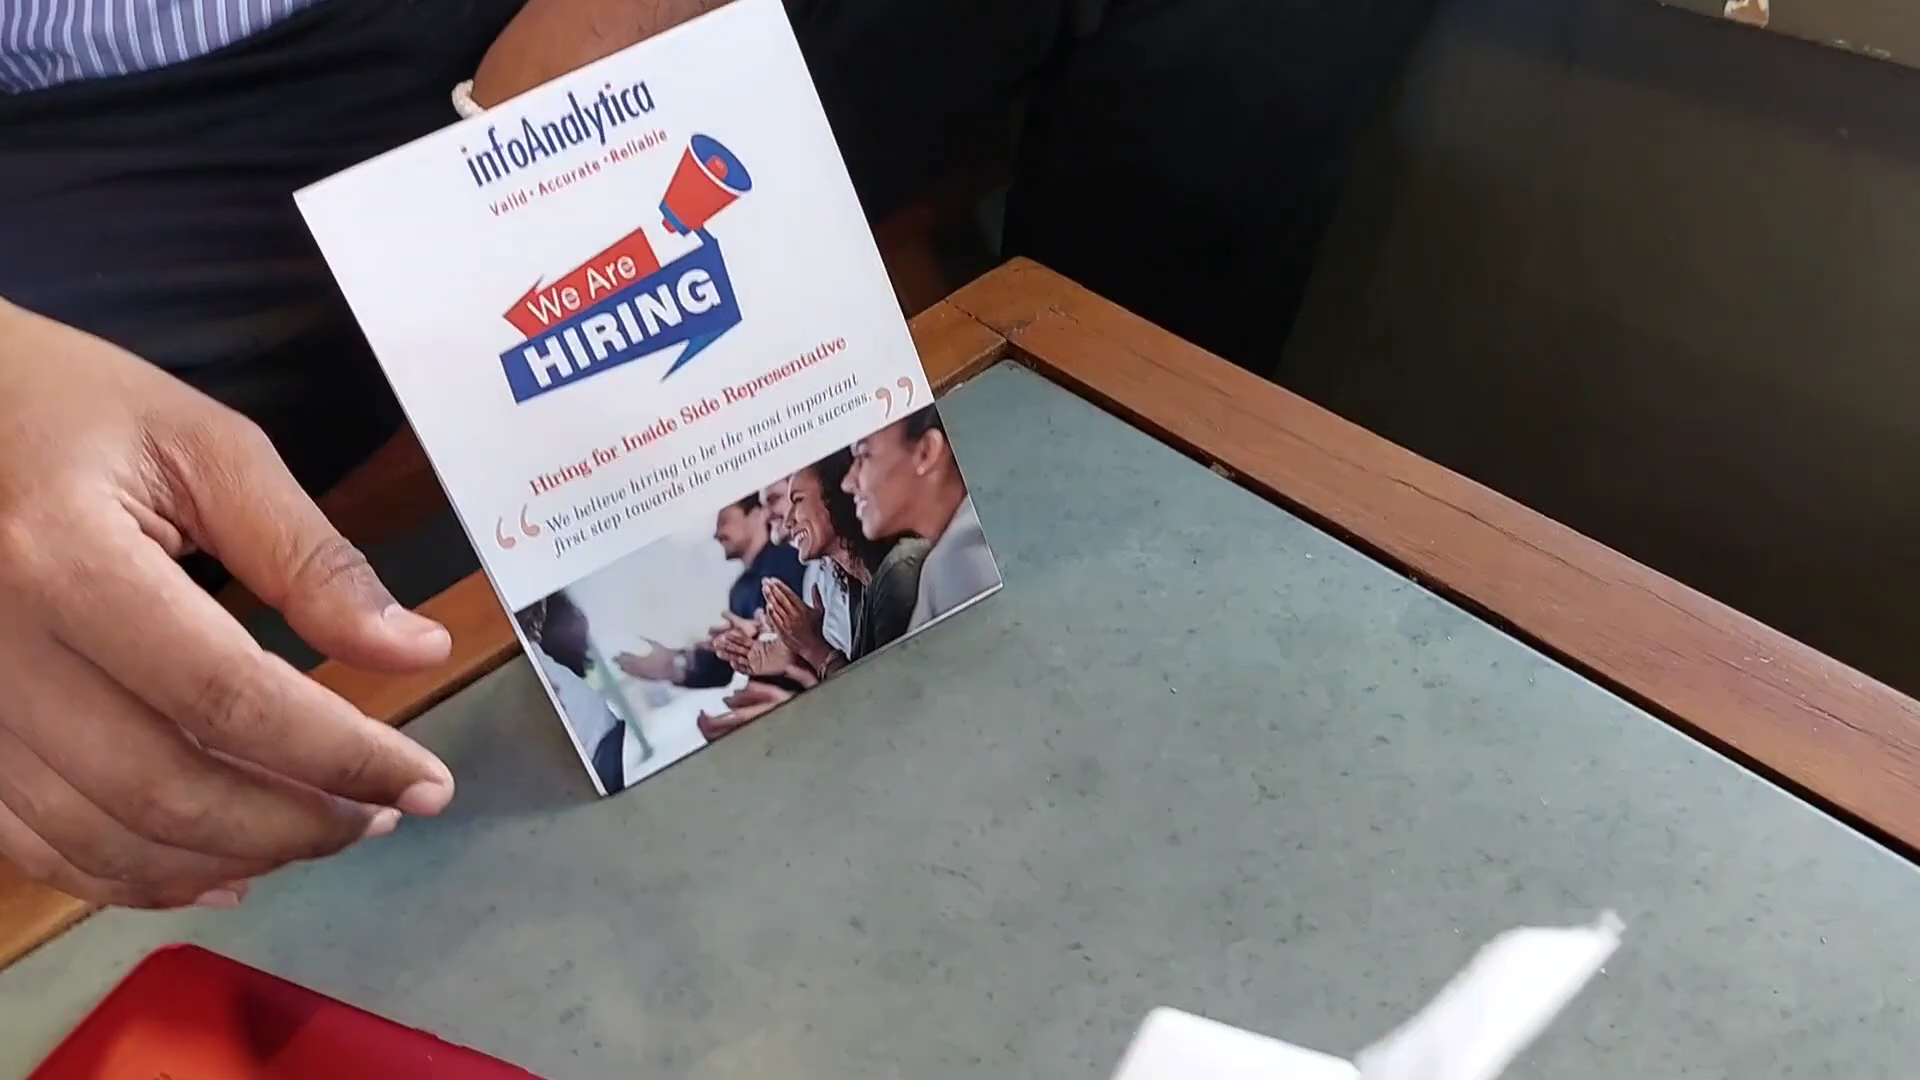 infoAnalytica
Valid • Accurate • Reliable
We Are
HIRING
Hiring for Inside Side Representative
“ We believe hiring to be the most important
first step towards the organizations success. ”